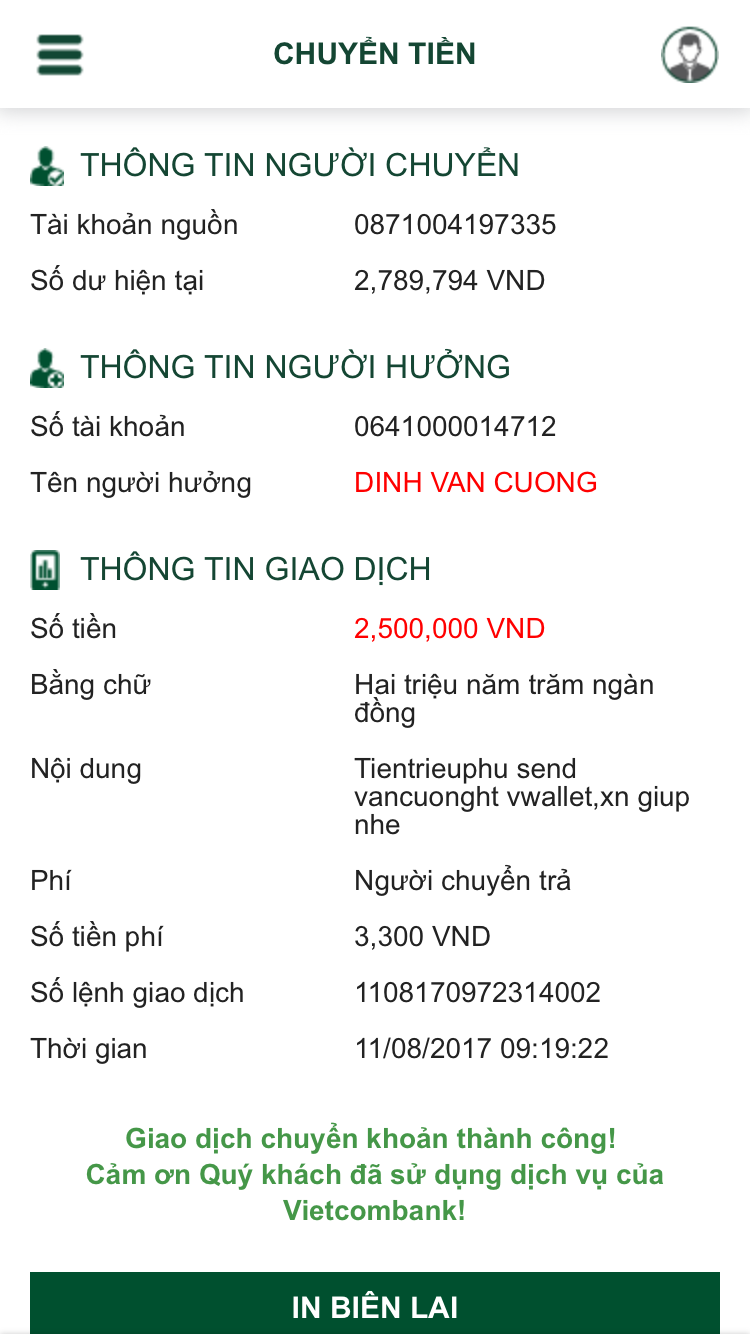 CHUYỂN TIỀN
THÔNG TIN NGƯỜI CHUYỂN
Tài khoản nguồn 0871004197335
Số dư hiện tại 2,789,794 VND
THÔNG TIN NGƯỜI HƯỞNG
Số tài khoản 0641000014712
Tên người hưởng DINH VAN CUONG
THÔNG TIN GIAO DỊCH
Số tiền 2,500,000 VND
Bằng chữ Hai triệu năm trăm ngàn
đồng
Nội dung Tientrieuphu send
vancuonght vwallet,xn giup
nhe
Phí Người chuyển trả
Số tiền phí 3,300 VND
Số lệnh giao dịch 1108170972314002
Thời gian 11/08/2017 09:19:22
Giao dịch chuyển khoản thành công!
Cảm ơn Quý khách đã sử dụng dịch vụ của
Vietcombank!
IN BIÊN LAI